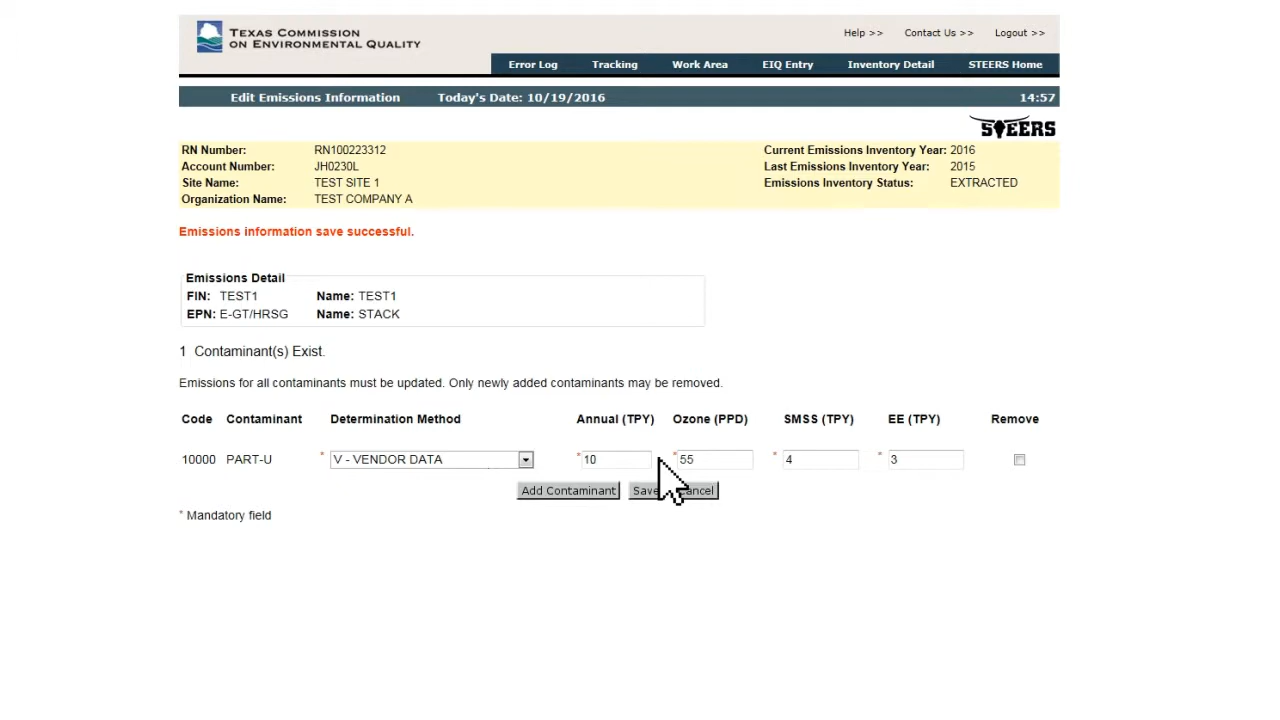 TEXAS COMMISSION
ON ENVIRONMENTAL QUALITY
Help >> Contact Us >> Logout >>
Error Log Tracking Work Area EIQ Entry Inventory Detail STEERS Home
Edit Emissions Information Today's Date: 10/19/2016 14:57
STEERS
RN Number: RN100223312 Current Emissions Inventory Year: 2016
Account Number: JH0230L Last Emissions Inventory Year: 2015
Site Name: TEST SITE 1 Emissions Inventory Status: EXTRACTED
Organization Name: TEST COMPANY A
Emissions information save successful.
Emissions Detail
FIN: TEST1 Name: TEST1
EPN: E-GT/HRSG Name: STACK
1 Contaminant(s) Exist.
Emissions for all contaminants must be updated. Only newly added contaminants may be removed.
Code Contaminant Determination Method Annual (TPY) Ozone (PPD) SMSS (TPY) EE (TPY) Remove
10000 PART-U * V - VENDOR DATA * 10 * 55 * 4 * 3
Add Contaminant Save
* Mandatory field